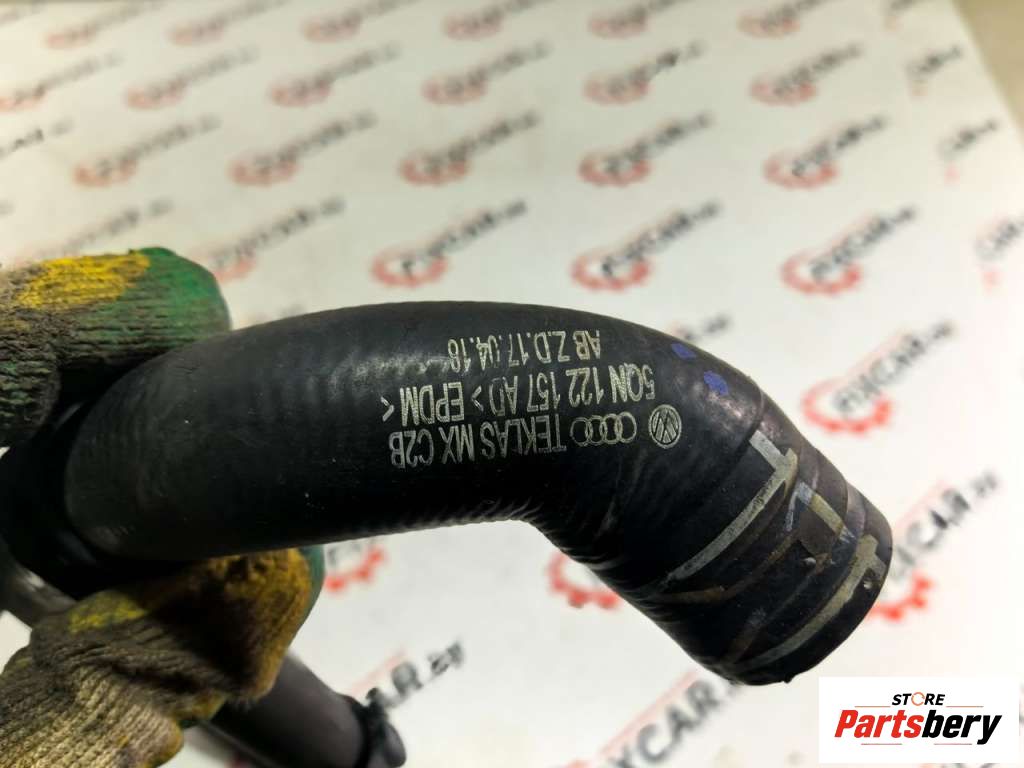 5QN 122 157 AD >EPDM<
TEKLAS MX C2B
AB Z.D.17.04.18
STORE
Partsbery